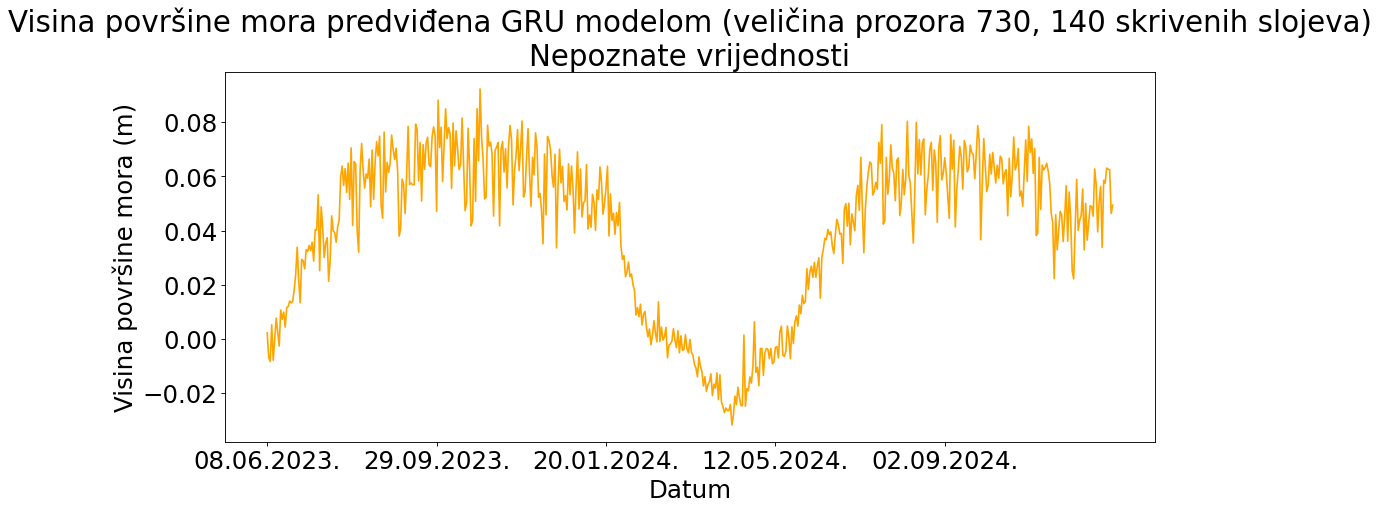 Visina površine mora predviđena GRU modelom (veličina prozora 730, 140 skrivenih slojeva)
Nepoznate vrijednosti
Visina površine mora (m)
0.08
0.06
0.04
0.02
0.00
−0.02
08.06.2023. 29.09.2023. 20.01.2024. 12.05.2024. 02.09.2024.
Datum